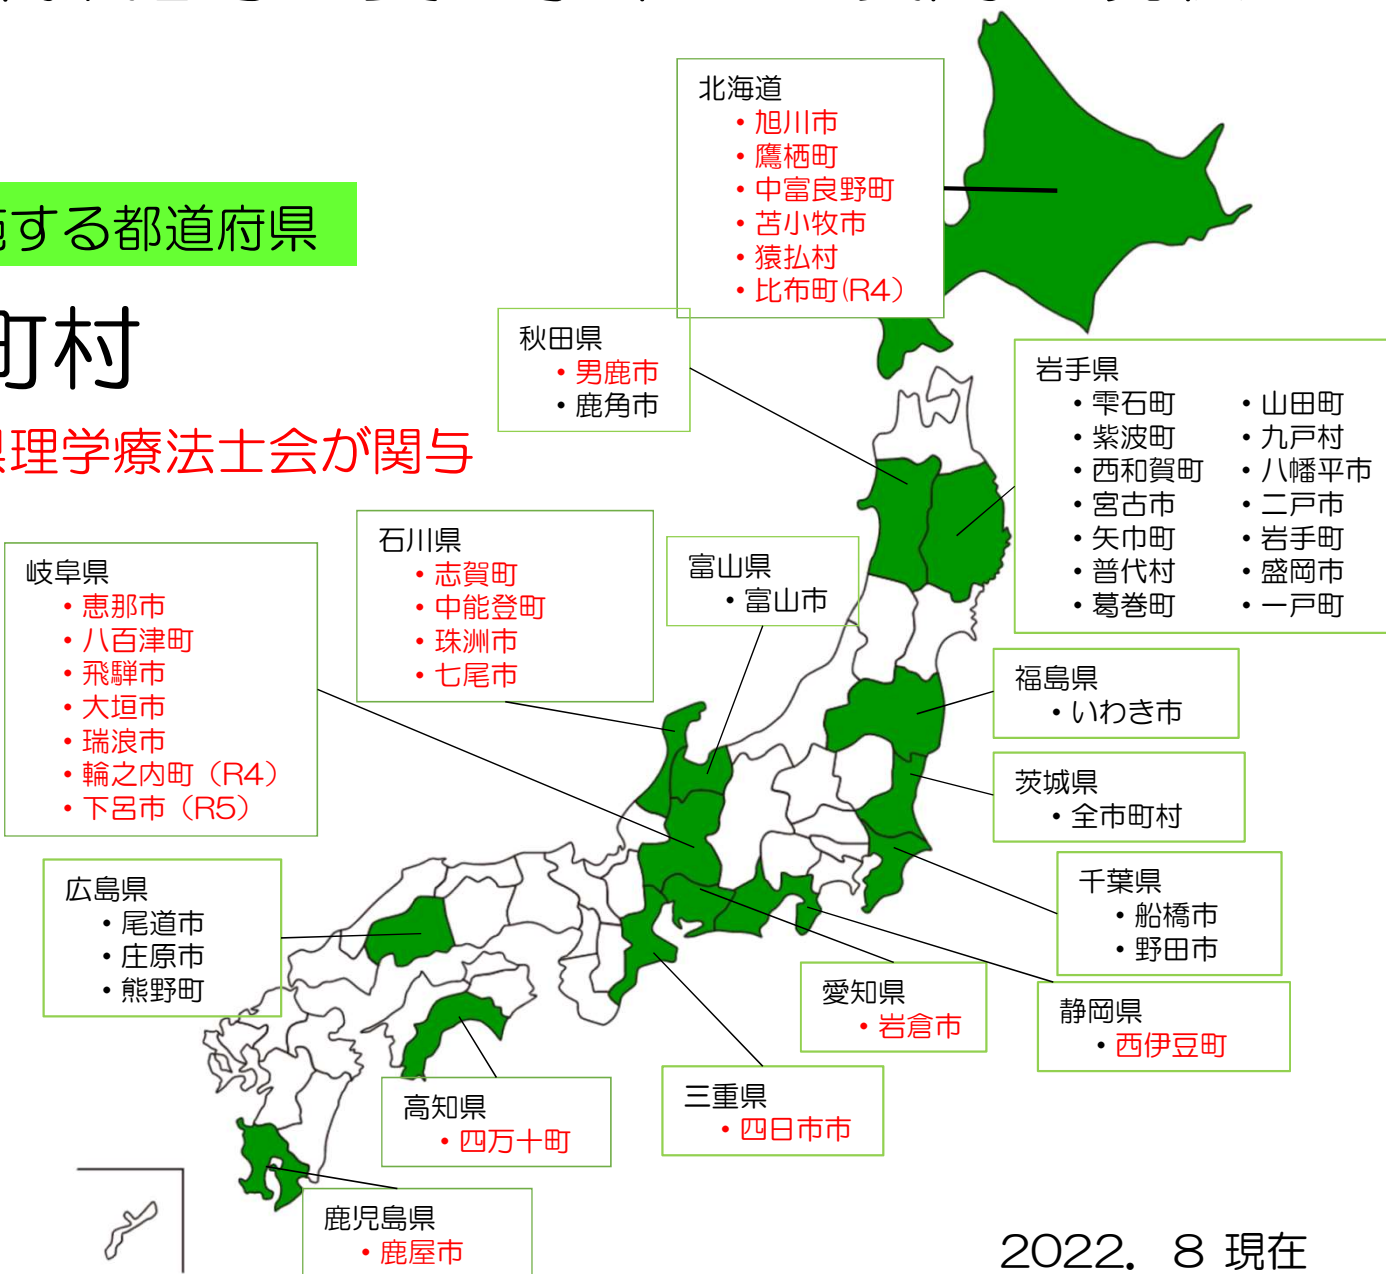 施する都道府県
町村
県理学療法士会が関与
北海道
・旭川市
・鷹栖町
・中富良野町
・苫小牧市
・猿払村
・比布町(R4)
秋田県
・男鹿市
・鹿角市
岩手県
・雫石町
・紫波町
・西和賀町
・宮古市
・矢巾町
・普代村
・葛巻町
・山田町
・九戸村
・八幡平市
・二戸市
・岩手町
・盛岡市
・一戸町
石川県
・志賀町
・中能登町
・珠洲市
・七尾市
富山県
・富山市
岐阜県
・恵那市
・八百津町
・飛騨市
・大垣市
・瑞浪市
・輪之内町（R4）
・下呂市（R5）
福島県
・いわき市
茨城県
・全市町村
千葉県
・船橋市
・野田市
広島県
・尾道市
・庄原市
・熊野町
愛知県
・岩倉市
静岡県
・西伊豆町
高知県
・四万十町
三重県
・四日市市
鹿児島県
・鹿屋市
2022．8 現在